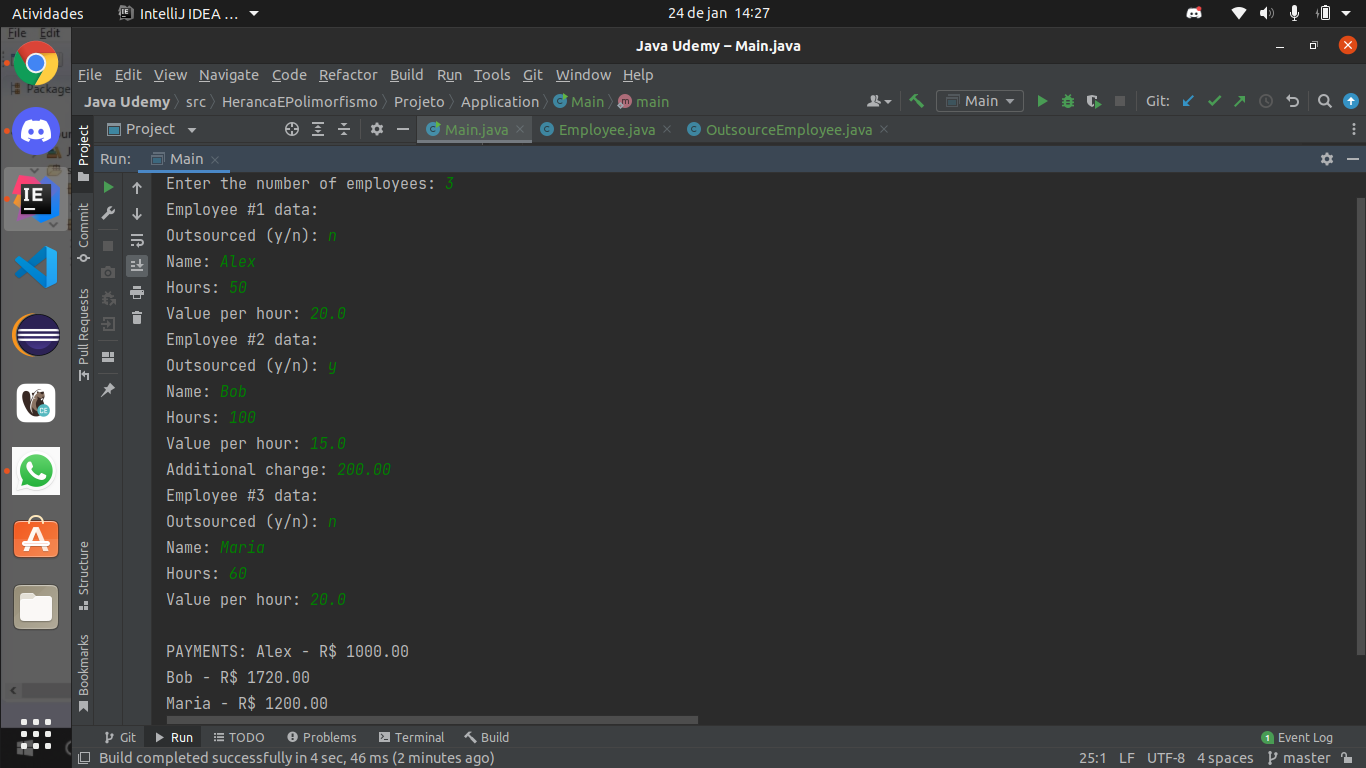 Atividades
IntelliJ IDEA ...
24 de jan 14:27
File Edit
Java Udemy – Main.java
File Edit View Navigate Code Refactor Build Run Tools Git Window Help
Package
Java Udemy src HerancaEPolimorfismo Projeto Application Main main
Main
Git:
Project
Main.java
Employee.java
OutsourceEmployee.java
Project
Commit
Pull Requests
Structure
Bookmarks
IE
CE
Run: Main
Enter the number of employees: 3
Employee #1 data:
Outsourced (y/n): n
Name: Alex
Hours: 50
Value per hour: 20.0
Employee #2 data:
Outsourced (y/n): y
Name: Bob
Hours: 100
Value per hour: 15.0
Additional charge: 200.00
Employee #3 data:
Outsourced (y/n): n
Name: Maria
Hours: 60
Value per hour: 20.0
PAYMENTS: Alex - R$ 1000.00
Bob - R$ 1720.00
Maria - R$ 1200.00
Git Run TODO Problems Terminal Build
1 Event Log
Build completed successfully in 4 sec, 46 ms (2 minutes ago)
25:1 LF UTF-8 4 spaces master